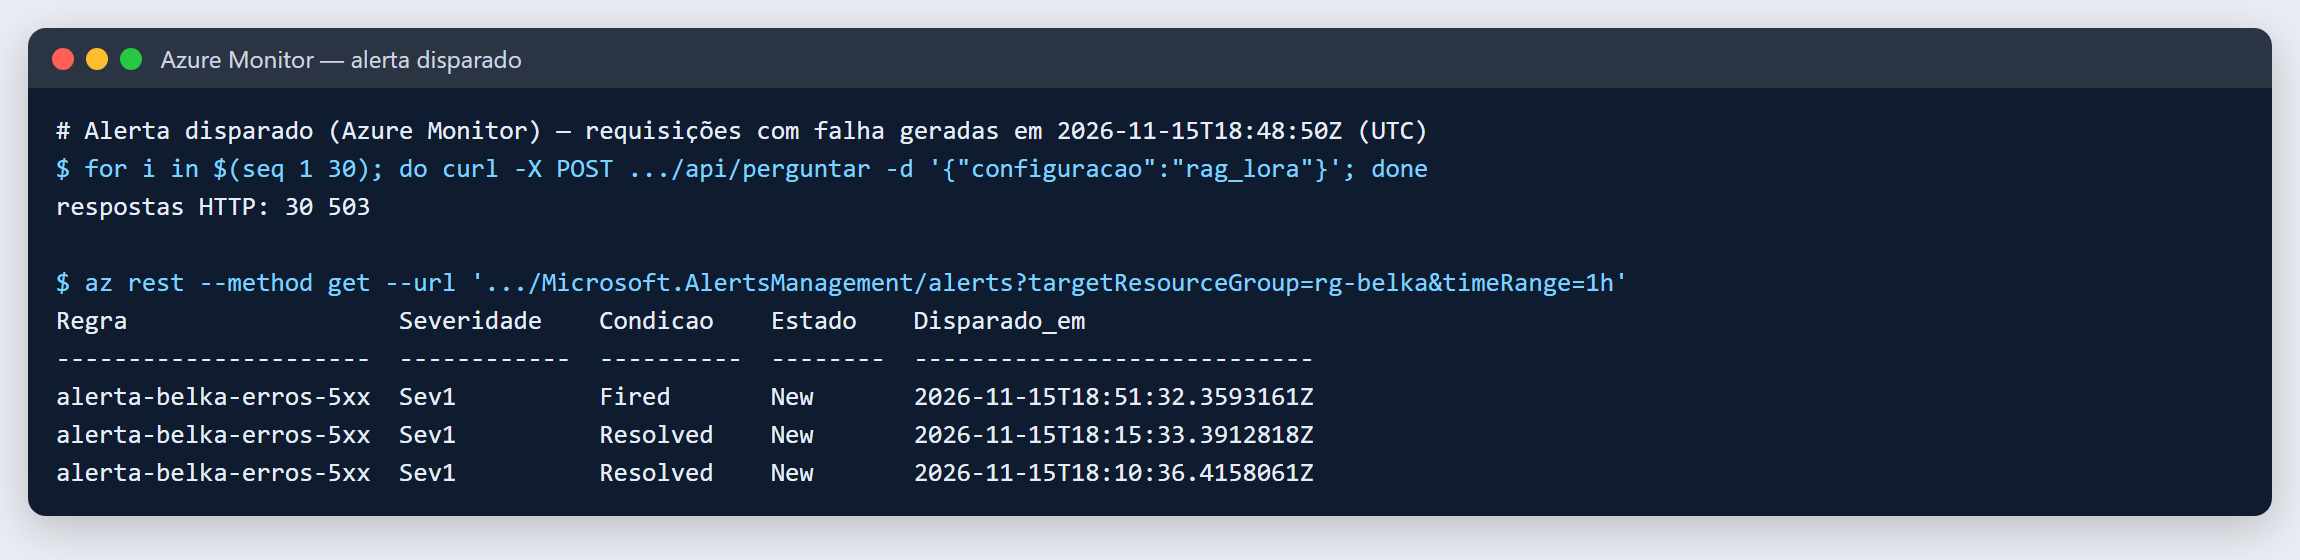 Azure Monitor — alerta disparado
# Alerta disparado (Azure Monitor) — requisições com falha geradas em 2026-11-15T18:48:50Z (UTC)
$ for i in $(seq 1 30); do curl -X POST .../api/perguntar -d '{"configuracao":"rag_lora"}'; done
respostas HTTP: 30 503
$ az rest --method get --url '.../Microsoft.AlertsManagement/alerts?targetResourceGroup=rg-belka&timeRange=1h'
Regra                   Severidade    Condicao    Estado    Disparado_em
----------------------  ------------  ----------  --------  ----------------------------
alerta-belka-erros-5xx  Sev1          Fired       New       2026-11-15T18:51:32.3593161Z
alerta-belka-erros-5xx  Sev1          Resolved    New       2026-11-15T18:15:33.3912818Z
alerta-belka-erros-5xx  Sev1          Resolved    New       2026-11-15T18:10:36.4158061Z